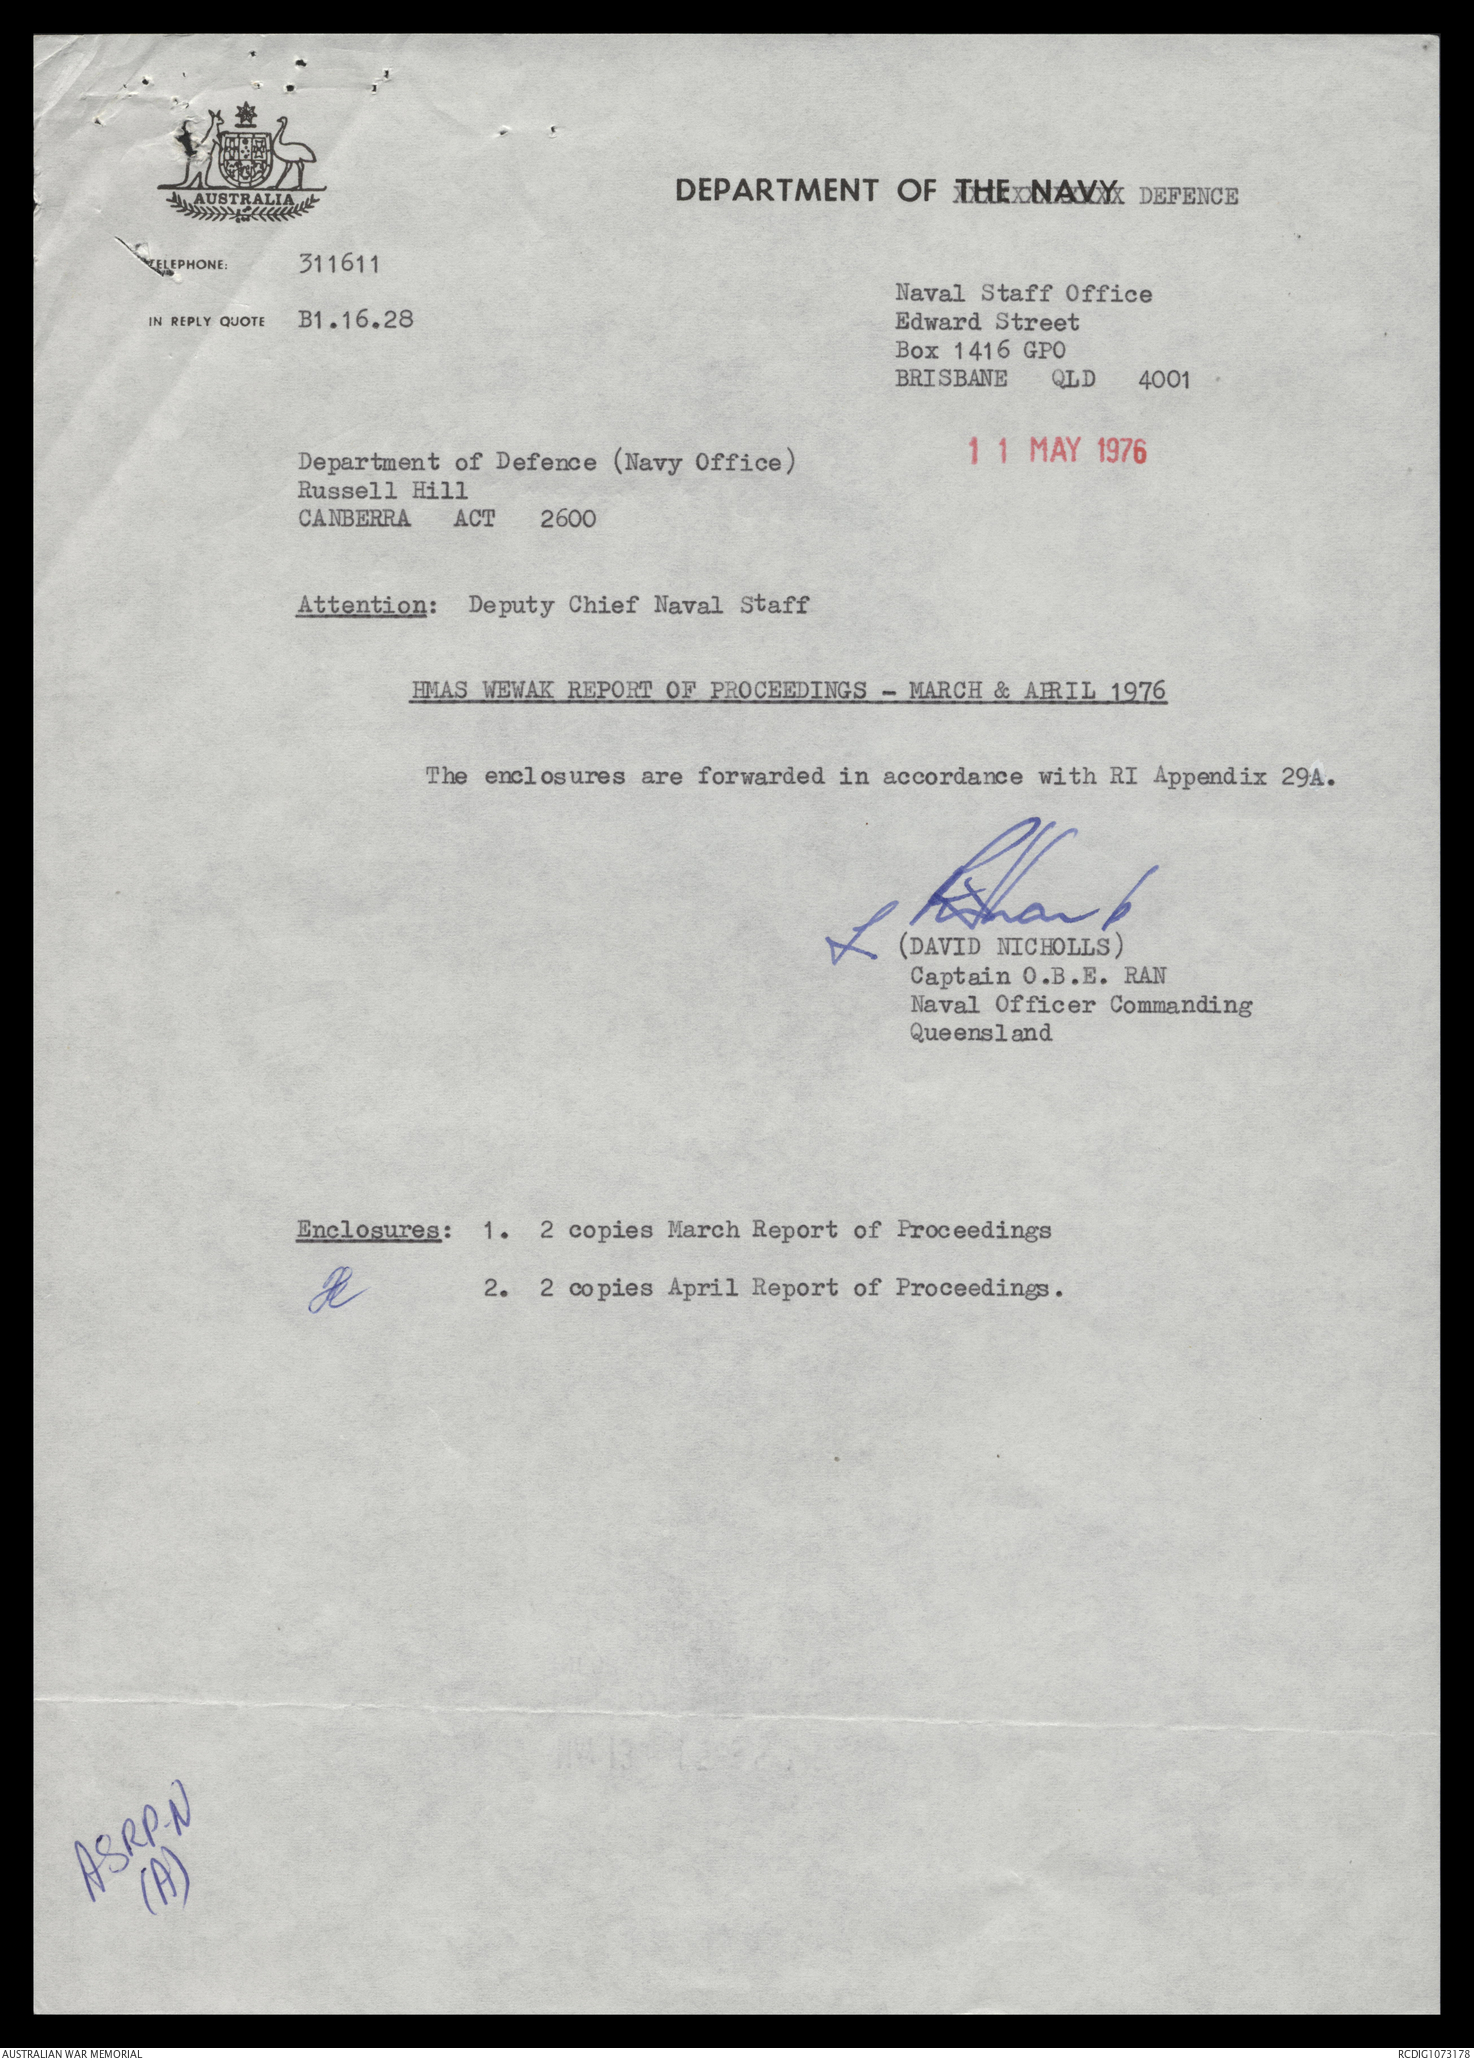 AUSTRALIA
DEPARTMENT OF THE NAVY DEFENCE
TELEPHONE: 311611
IN REPLY QUOTE B1.16.28
Naval Staff Office
Edward Street
Box 1416 GPO
BRISBANE QLD 4001
11 MAY 1976
Department of Defence (Navy Office)
Russell Hill
CANBERRA ACT 2600
Attention: Deputy Chief Naval Staff
HMAS WEWAK REPORT OF PROCEEDINGS - MARCH & APRIL 1976
The enclosures are forwarded in accordance with RI Appendix 29A.
(DAVID NICHOLLS)
Captain O.B.E. RAN
Naval Officer Commanding
Queensland
Enclosures: 1. 2 copies March Report of Proceedings
2. 2 copies April Report of Proceedings.
ASRP-N
(A)
AUSTRALIAN WAR MEMORIAL
RCDIG1073178